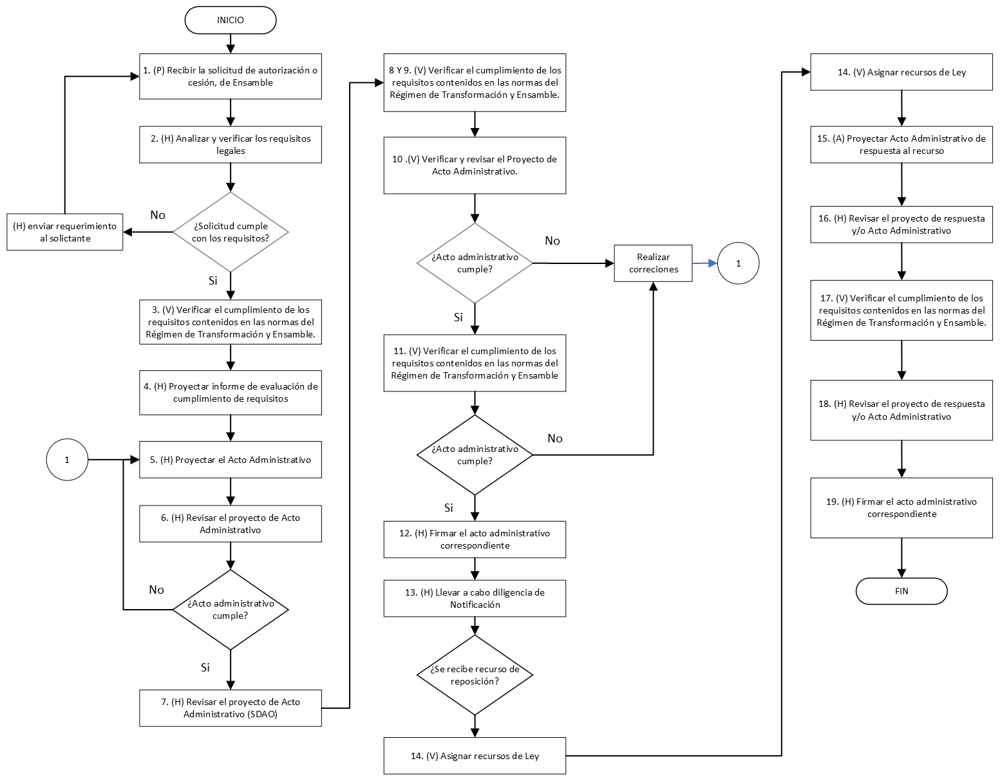 INICIO
1. (P) Recibir la solicitud de autorización o
cesión, de Ensamble
2. (H) Analizar y verificar los requisitos
legales
¿Solicitud cumple
con los requisitos?
No
(H) enviar requerimiento
al solictante
Si
3. (V) Verificar el cumplimiento de los
requisitos contenidos en las normas del
Régimen de Transformación y Ensamble.
4. (H) Proyectar informe de evaluación de
cumplimiento de requisitos
1
5. (H) Proyectar el Acto Administrativo
6. (H) Revisar el proyecto de Acto
Administrativo
No
¿Acto administrativo
cumple?
Si
7. (H) Revisar el proyecto de Acto
Administrativo (SDAO)
8 Y 9. (V) Verificar el cumplimiento de los
requisitos contenidos en las normas del
Régimen de Transformación y Ensamble.
10 .(V) Verificar y revisar el Proyecto de
Acto Administrativo.
¿Acto administrativo
cumple?
No
Realizar
correciones
1
Si
11. (V) Verificar el cumplimiento de los
requisitos contenidos en las normas del
Régimen de Transformación y Ensamble
¿Acto administrativo
cumple?
No
Si
12. (H) Firmar el acto administrativo
correspondiente
13. (H) Llevar a cabo diligencia de
Notificación
¿Se recibe recurso de
reposición?
14. (V) Asignar recursos de Ley
14. (V) Asignar recursos de Ley
15. (A) Proyectar Acto Administrativo de
respuesta al recurso
16. (H) Revisar el proyecto de respuesta
y/o Acto Administrativo
17. (V) Verificar el cumplimiento de los
requisitos contenidos en las normas del
Régimen de Transformación y Ensamble.
18. (H) Revisar el proyecto de respuesta
y/o Acto Administrativo
19. (H) Firmar el acto administrativo
correspondiente
FIN